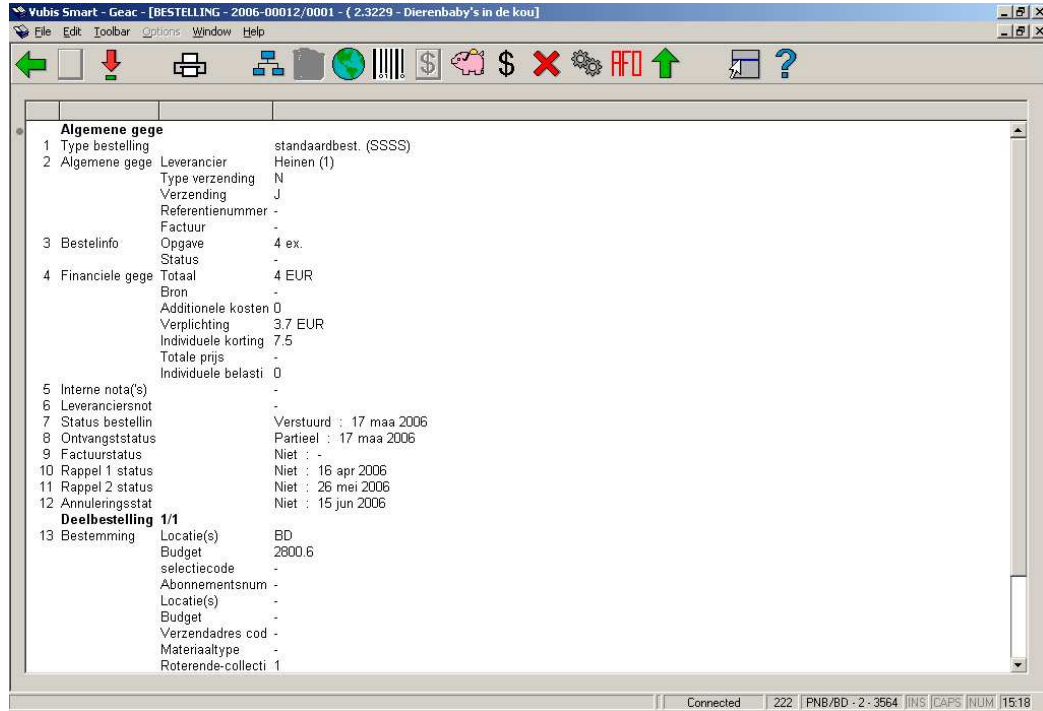 Vubis Smart - Geac - [BESTELLING - 2006-00012/0001 - ( 2.3229 - Dierenbaby's in de kou]
File Edit Toolbar Options Window Help
$ $ AFO ?
Algemene gege
1 Type bestelling standaardbest. (SSSS)
2 Algemene gege Leverancier Heinen (1)
Type verzending N
Verzending J
Referentienummer -
Factuur -
3 Bestelinfo Opgave 4 ex.
Status -
4 Financiele gege Totaal 4 EUR
Bron -
Additionele kosten 0
Verplichting 3.7 EUR
Individuele korting 7.5
Totale prijs -
Individuele belasti 0
5 Interne nota('s) -
6 Leveranciersnot -
7 Status bestellin Verstuurd : 17 maa 2006
8 Ontvangststatus Partieel : 17 maa 2006
9 Factuurstatus Niet : -
10 Rappel 1 status Niet : 16 apr 2006
11 Rappel 2 status Niet : 26 mei 2006
12 Annuleringsstat Niet : 15 jun 2006
Deelbestelling 1/1
13 Bestemming Locatie(s) BD
Budget 2800.6
selectiecode -
Abonnementsnum -
Locatie(s) -
Budget -
Verzendadres cod -
Materiaaltype -
Roterende-collecti 1
Connected 222 PNB/BD - 2 - 3564 INS CAPS NUM 15:18